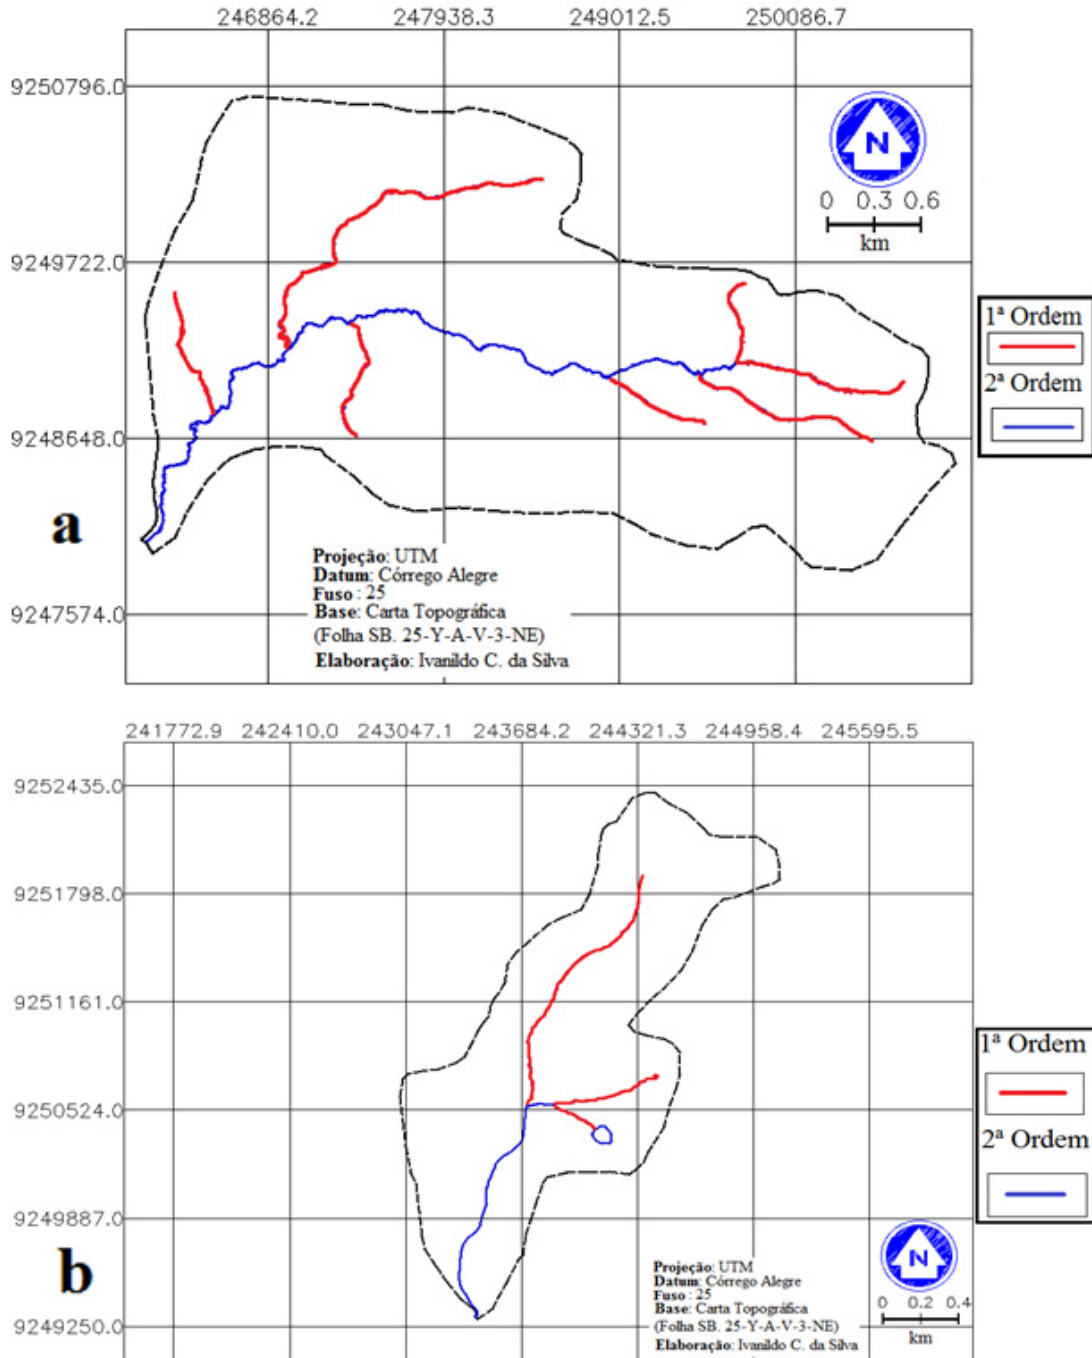 246864.2 247938.3 249012.5 250086.7
9250796.0
N
0 0.3 0.6
km
9249722.0
1ª Ordem
2ª Ordem
9248648.0
a
Projeção: UTM
Datum: Córrego Alegre
Fuso : 25
Base: Carta Topográfica
(Folha SB. 25-Y-A-V-3-NE)
Elaboração: Ivanildo C. da Silva
9247574.0
241772.9 242410.0 243047.1 243684.2 244321.3 244958.4 245595.5
9252435.0
9251798.0
9251161.0
1ª Ordem
9250524.0
2ª Ordem
9249887.0
b
N
Projeção: UTM
Datum: Córrego Alegre
Fuso : 25
Base: Carta Topográfica
(Folha SB. 25-Y-A-V-3-NE)
Elaboração: Ivanildo C. da Silva
0 0.2 0.4
km
9249250.0